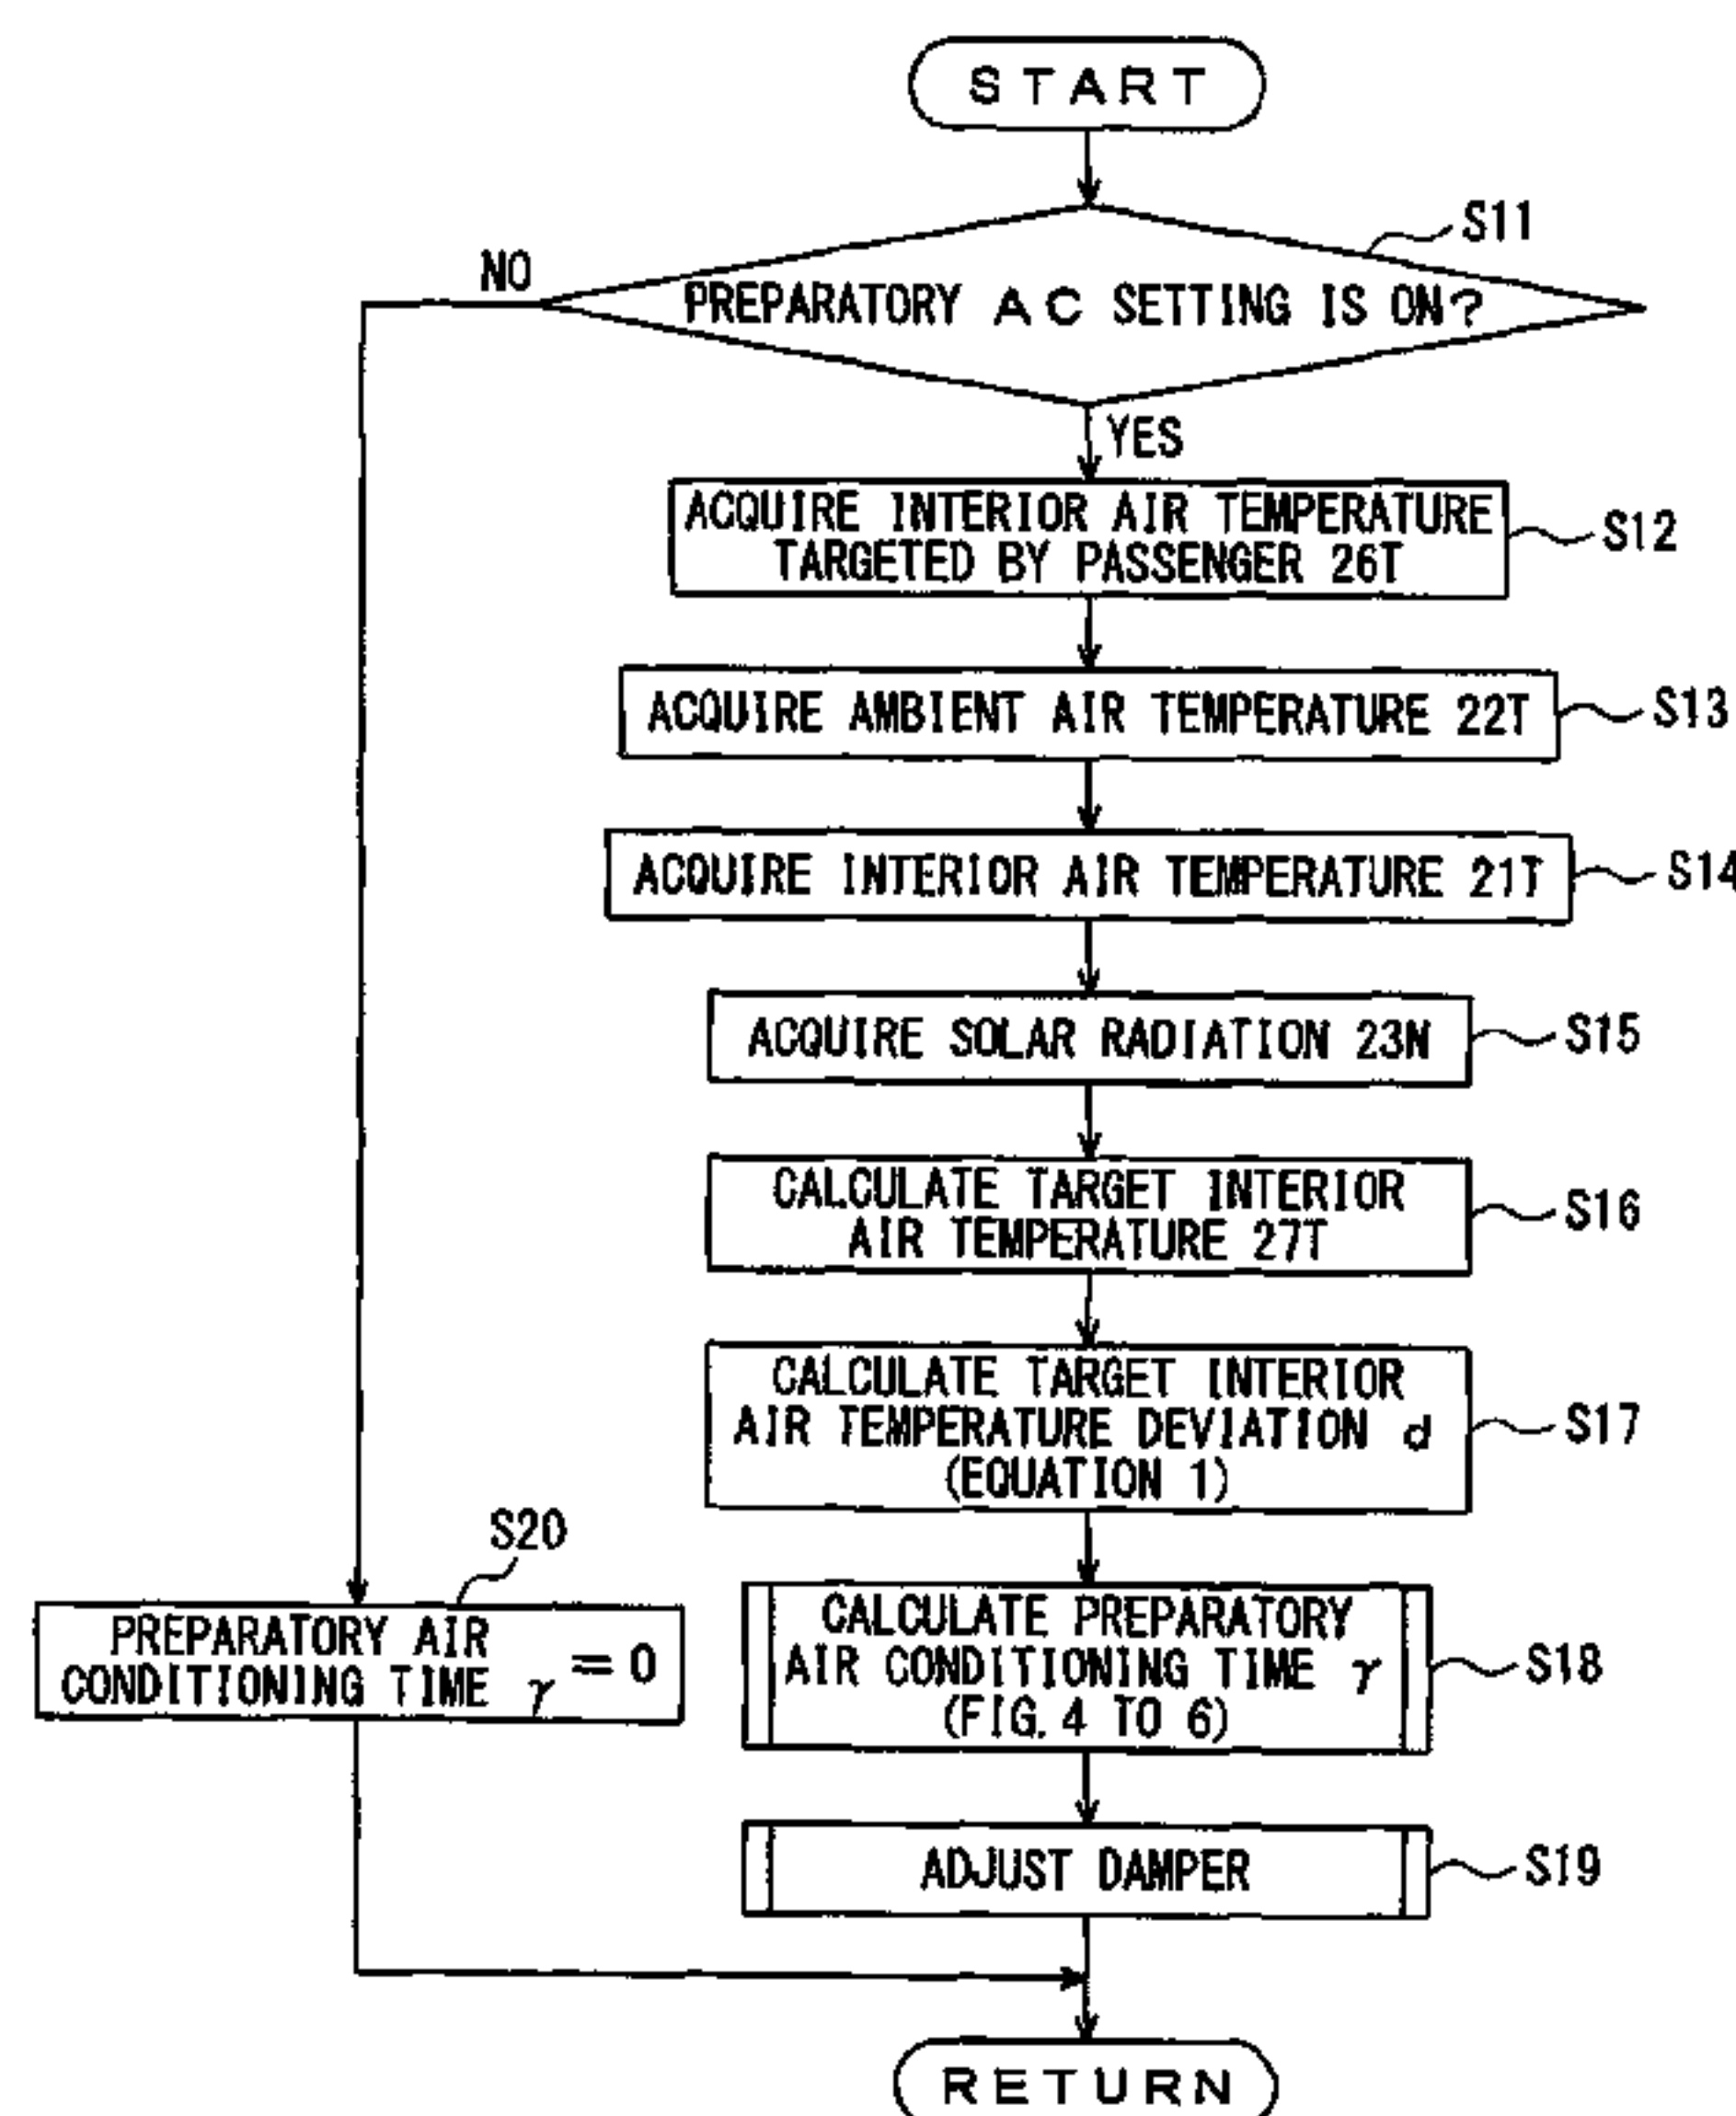 START
S11
NO
PREPARATORY AC SETTING IS ON?
YES
ACQUIRE INTERIOR AIR TEMPERATURE
TARGETED BY PASSENGER 26T
S12
ACQUIRE AMBIENT AIR TEMPERATURE 22T
S13
ACQUIRE INTERIOR AIR TEMPERATURE 21T
S14
ACQUIRE SOLAR RADIATION 23N
S15
CALCULATE TARGET INTERIOR
AIR TEMPERATURE 27T
S16
CALCULATE TARGET INTERIOR
AIR TEMPERATURE DEVIATION d
(EQUATION 1)
S17
S20
PREPARATORY AIR
CONDITIONING TIME γ = 0
CALCULATE PREPARATORY
AIR CONDITIONING TIME γ
(FIG. 4 TO 6)
S18
ADJUST DAMPER
S19
RETURN